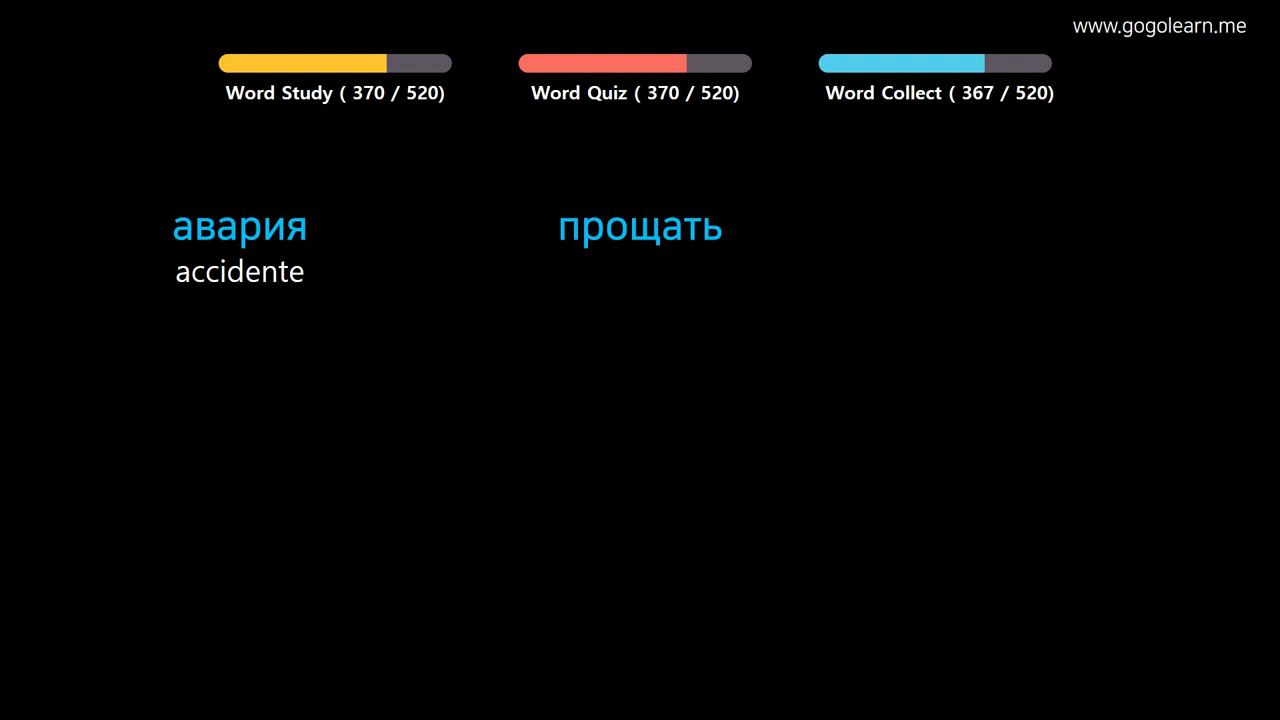 www.gogolearn.me
Word Study ( 370 / 520)
Word Quiz ( 370 / 520)
Word Collect ( 367 / 520)
авария
прощать
accidente